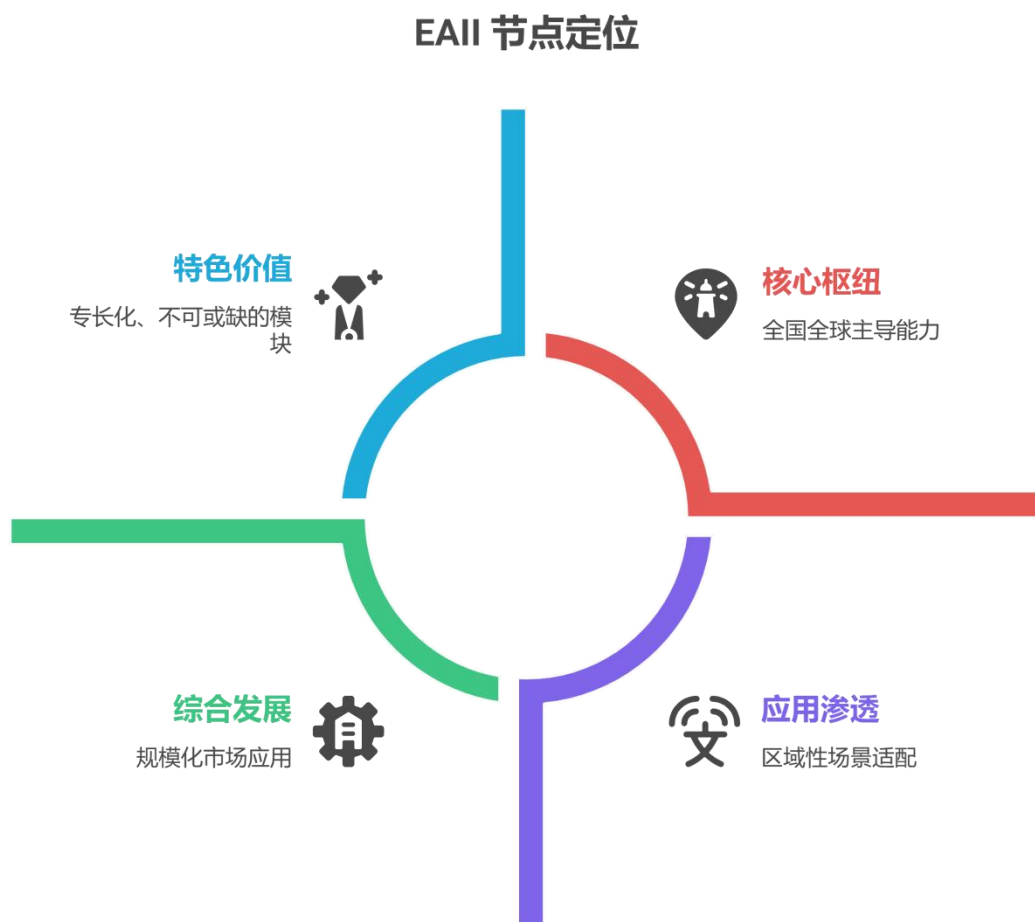 EAII 节点定位
特色价值
专长化、不可或缺的模
块
核心枢纽
全国全球主导能力
综合发展
规模化市场应用
应用渗透
区域性场景适配